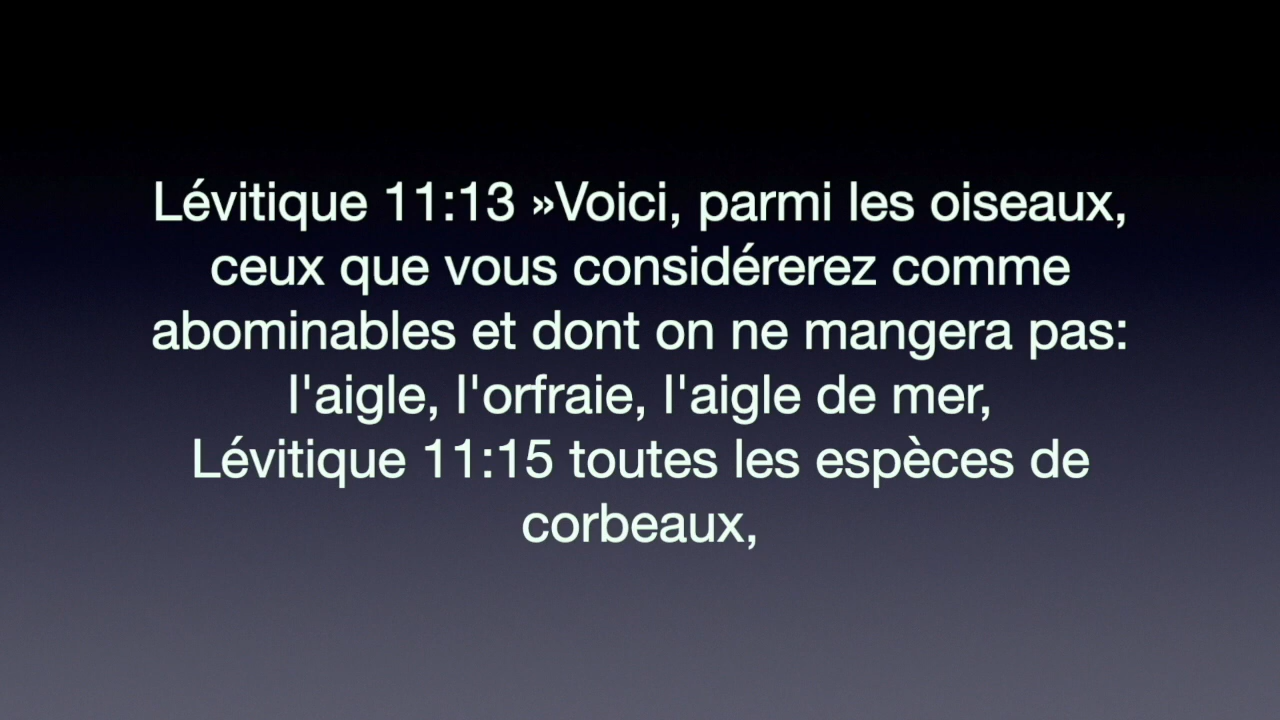 Lévitique 11:13 »Voici, parmi les oiseaux,
ceux que vous considérerez comme
abominables et dont on ne mangera pas:
l'aigle, l'orfraie, l'aigle de mer,
Lévitique 11:15 toutes les espèces de
corbeaux,